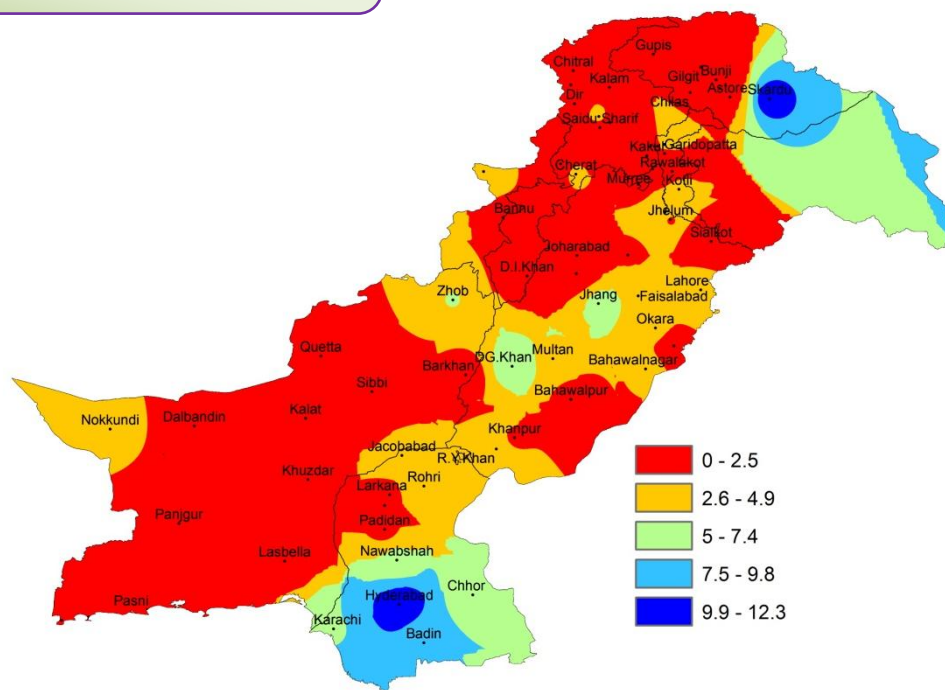 Gupis
Chitral
Bunji
Kalam
Gilgit
Astore
Skardu
Dir
Chilas
Saidu Sharif
Garidopatta
Kakul
Rawalakot
Cherat
Murree
Kotli
Bannu
Jhelum
Sialkot
Joharabad
D.I.Khan
Lahore
Zhob
Jhang
Faisalabad
Okara
Quetta
DG.Khan
Multan
Bahawalnagar
Barkhan
Sibbi
Bahawalpur
Nokkundi
Dalbandin
Kalat
Khanpur
Jacobabad
R.Y.Khan
Khuzdar
Rohri
Larkana
Panjgur
Padidan
Lasbella
Nawabshah
Chhor
Pasni
Hyderabad
Karachi
Badin
0 - 2.5
2.6 - 4.9
5 - 7.4
7.5 - 9.8
9.9 - 12.3